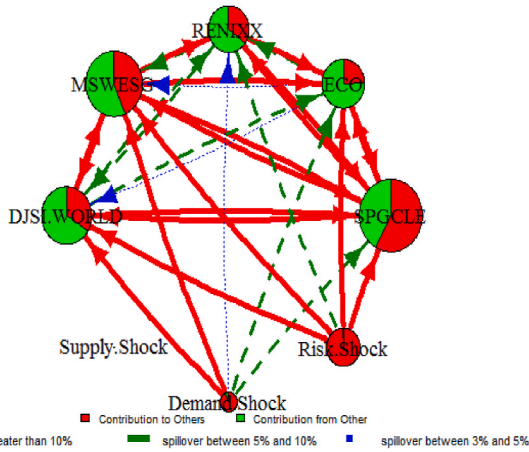 RENIXX
MSWESG
ECO
DJSI.WORLD
SPGCLE
Supply.Shock
Risk.Shock
Demand.Shock
Contribution to Others
Contribution from Other
eater than 10%
spillover between 5% and 10%
spillover between 3% and 5%